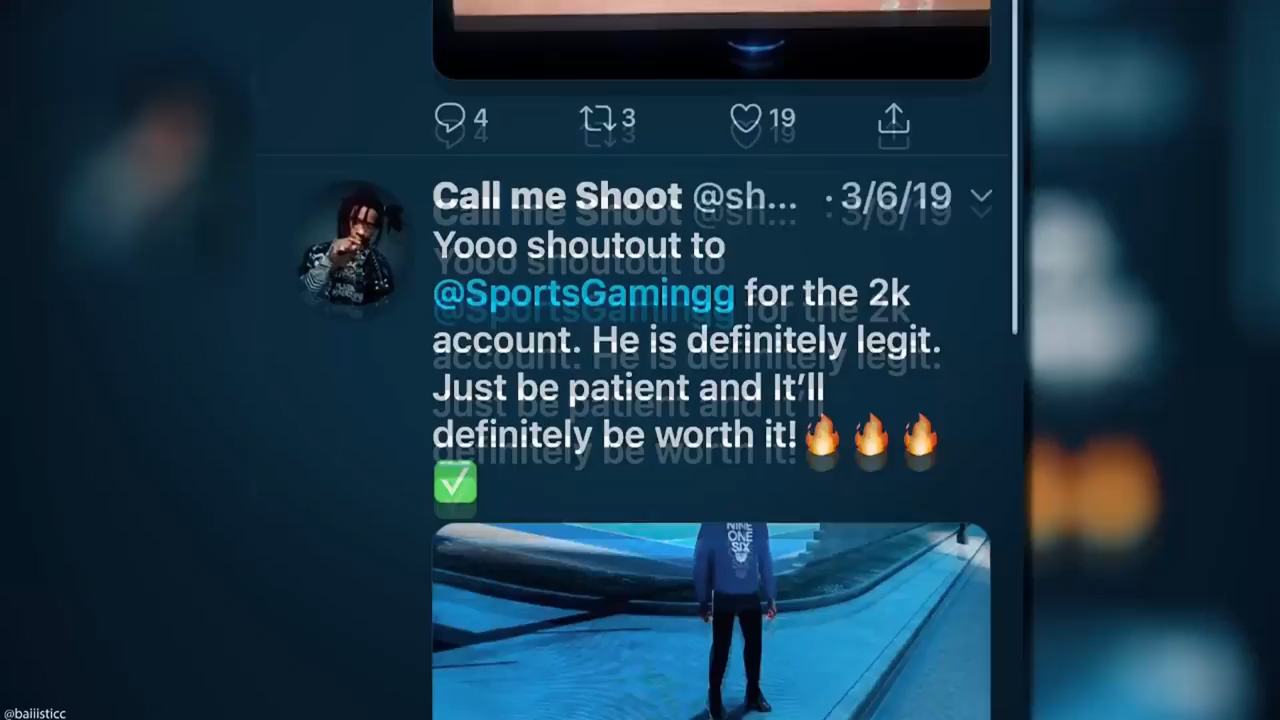 4 3 19
Call me Shoot @sh... · 3/6/19
Yooo shoutout to
@SportsGamingg for the 2k
account. He is definitely legit.
Just be patient and It’ll
definitely be worth it!🔥 🔥 🔥
✅
NINE
ONE
SIX
@baiiisticc